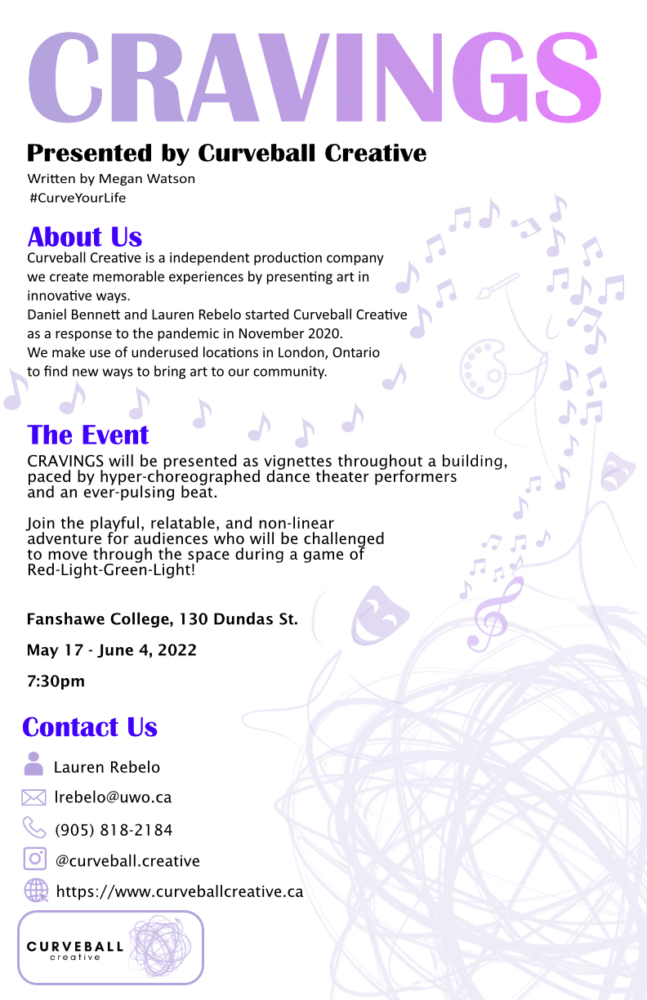 CRAVINGS
Presented by Curveball Creative
Written by Megan Watson
#CurveYourLife
About Us
Curveball Creative is a independent production company
we create memorable experiences by presenting art in
innovative ways.
Daniel Bennett and Lauren Rebelo started Curveball Creative
as a response to the pandemic in November 2020.
We make use of underused locations in London, Ontario
to find new ways to bring art to our community.
The Event
CRAVINGS will be presented as vignettes throughout a building,
paced by hyper-choreographed dance theater performers
and an ever-pulsing beat.
Join the playful, relatable, and non-linear
adventure for audiences who will be challenged
to move through the space during a game of
Red-Light-Green-Light!
Fanshawe College, 130 Dundas St.
May 17 - June 4, 2022
7:30pm
Contact Us
Lauren Rebelo
lrebelo@uwo.ca
(905) 818-2184
@curveball.creative
https://www.curveballcreative.ca
CURVEBALL
creative